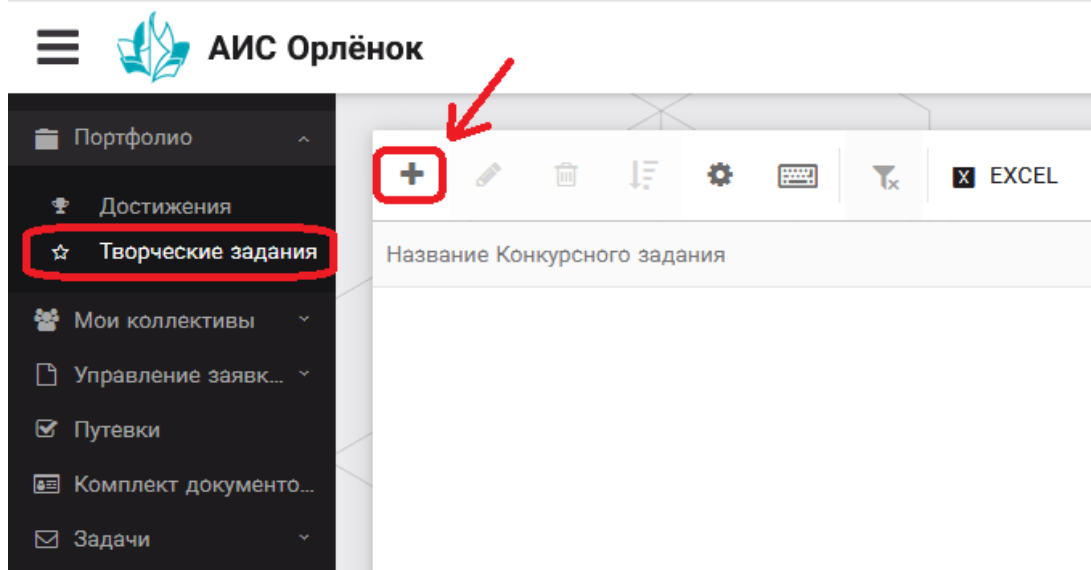 АИС Орлёнок
Портфолио
Достижения
Творческие задания
Мои коллективы
Управление заявк...
Путевки
Комплект документо...
Задачи
X EXCEL
Название Конкурсного задания